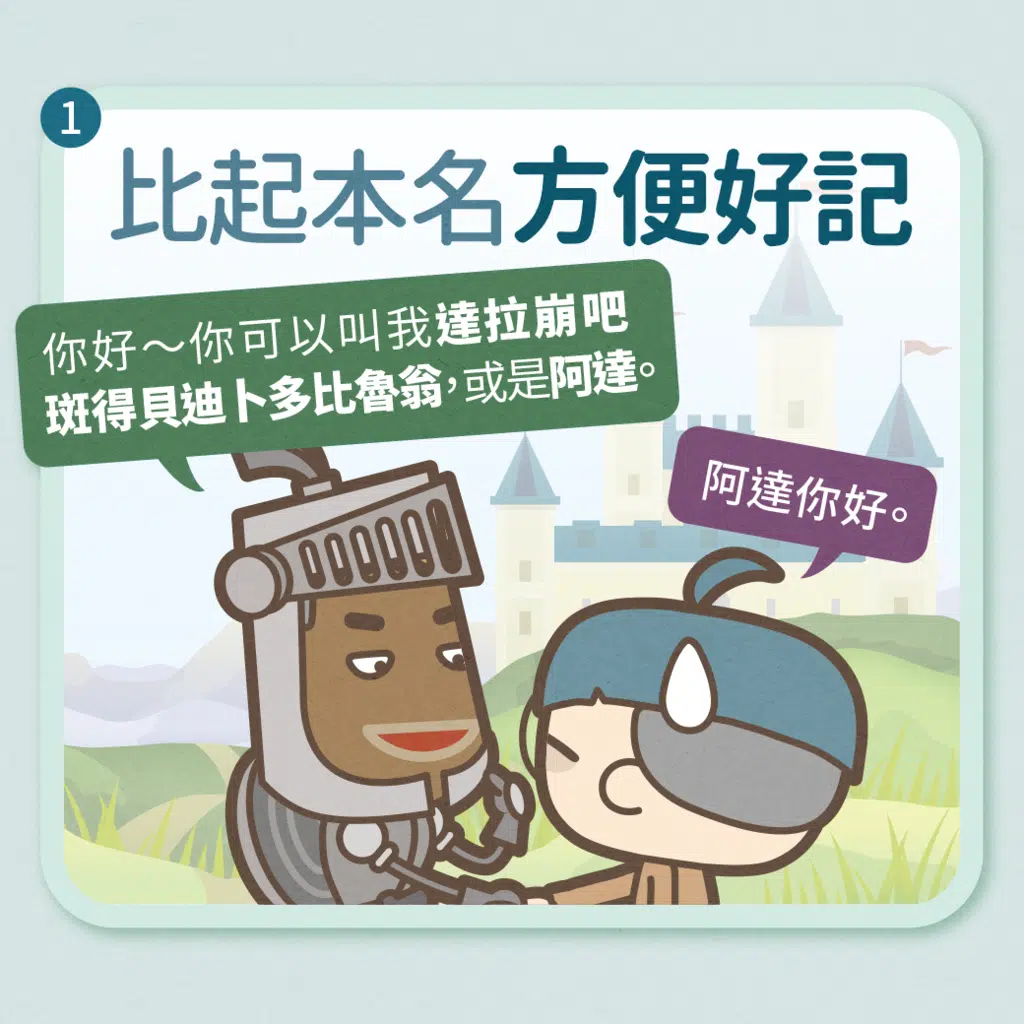 1
比起本名方便好記
你好～你可以叫我達拉崩吧
斑得貝迪卜多比魯翁，或是阿達。
阿達你好。